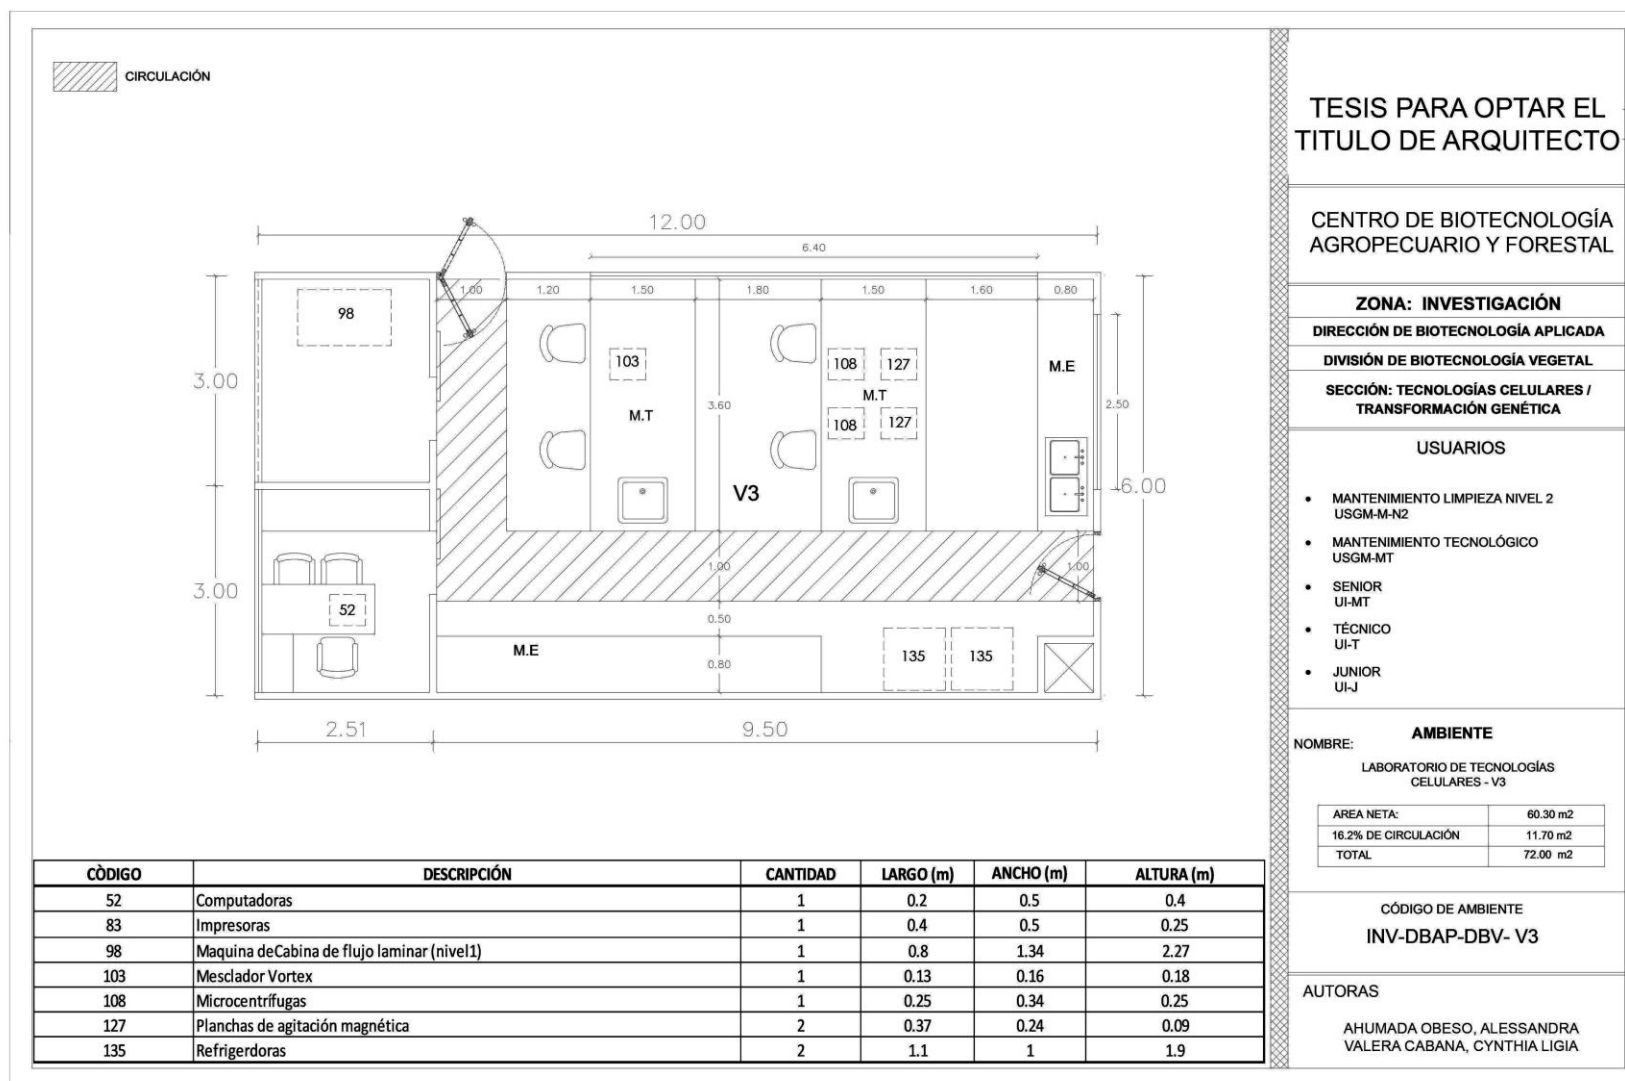 CIRCULACIÓN
12.00
6.40
1.00 1.20 1.50 1.80 1.50 1.60 0.80
98
103
108 127
M.T
M.T
108 127
M.E
3.00
3.60
2.50
V3
6.00
3.00
1.00
1.00
52
0.50
M.E
0.80
135 135
2.51
9.50
CÒDIGO DESCRIPCIÓN CANTIDAD LARGO (m) ANCHO (m) ALTURA (m)
52 Computadoras 1 0.2 0.5 0.4
83 Impresoras 1 0.4 0.5 0.25
98 Maquina deCabina de flujo laminar (nivel1) 1 0.8 1.34 2.27
103 Mesclador Vortex 1 0.13 0.16 0.18
108 Microcentrífugas 1 0.25 0.34 0.25
127 Planchas de agitación magnética 2 0.37 0.24 0.09
135 Refrigerdoras 2 1.1 1 1.9
TESIS PARA OPTAR EL
TITULO DE ARQUITECTO
CENTRO DE BIOTECNOLOGÍA
AGROPECUARIO Y FORESTAL
ZONA: INVESTIGACIÓN
DIRECCIÓN DE BIOTECNOLOGÍA APLICADA
DIVISIÓN DE BIOTECNOLOGÍA VEGETAL
SECCIÓN: TECNOLOGÍAS CELULARES /
TRANSFORMACIÓN GENÉTICA
USUARIOS
• MANTENIMIENTO LIMPIEZA NIVEL 2
USGM-M-N2
• MANTENIMIENTO TECNOLÓGICO
USGM-MT
• SENIOR
UI-MT
• TÉCNICO
UI-T
• JUNIOR
UI-J
AMBIENTE
NOMBRE:
LABORATORIO DE TECNOLOGÍAS
CELULARES - V3
AREA NETA: 60.30 m2
16.2% DE CIRCULACIÓN 11.70 m2
TOTAL 72.00 m2
CÓDIGO DE AMBIENTE
INV-DBAP-DBV- V3
AUTORAS
AHUMADA OBESO, ALESSANDRA
VALERA CABANA, CYNTHIA LIGIA